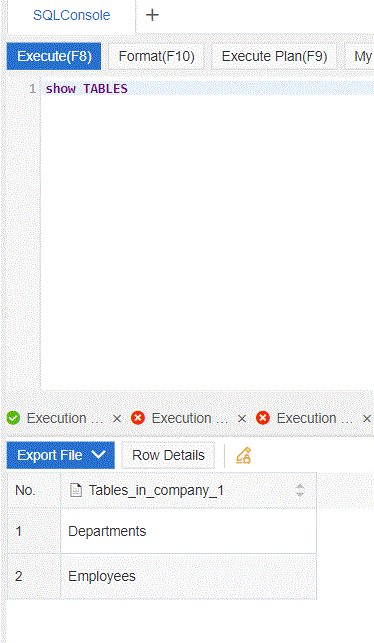 SQLConsole +
Execute(F8) Format(F10) Execute Plan(F9) My
1 show TABLES
Execution ... × Execution ... × Execution ... ×
Export File Row Details
No. Tables_in_company_1
1 Departments
2 Employees